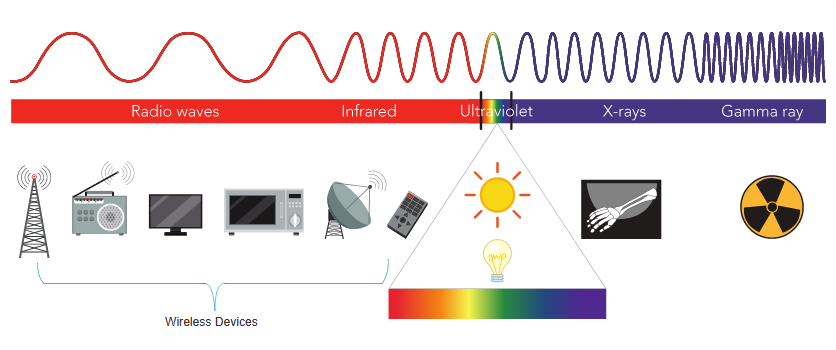 Radio waves Infrared Ultraviolet X-rays Gamma ray
Wireless Devices